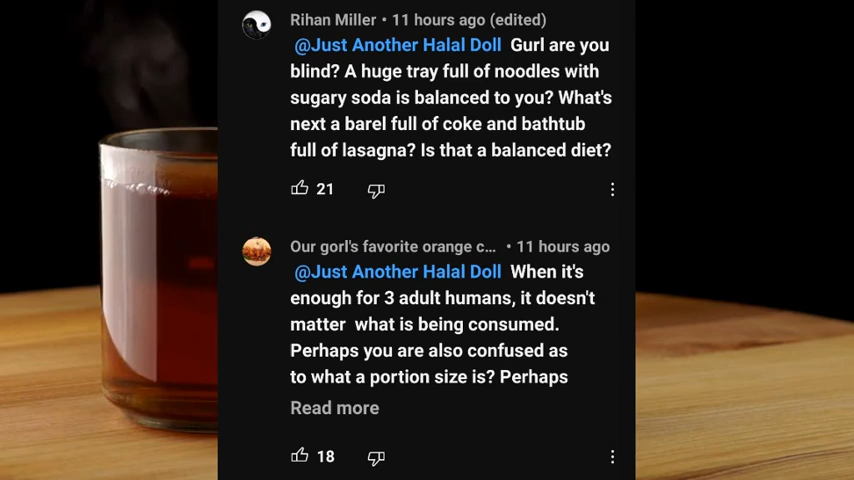 Rihan Miller • 11 hours ago (edited)
@Just Another Halal Doll Gurl are you
blind? A huge tray full of noodles with
sugary soda is balanced to you? What's
next a barel full of coke and bathtub
full of lasagna? Is that a balanced diet?
21
Our gorl's favorite orange c... • 11 hours ago
@Just Another Halal Doll When it's
enough for 3 adult humans, it doesn't
matter what is being consumed.
Perhaps you are also confused as
to what a portion size is? Perhaps
Read more
18